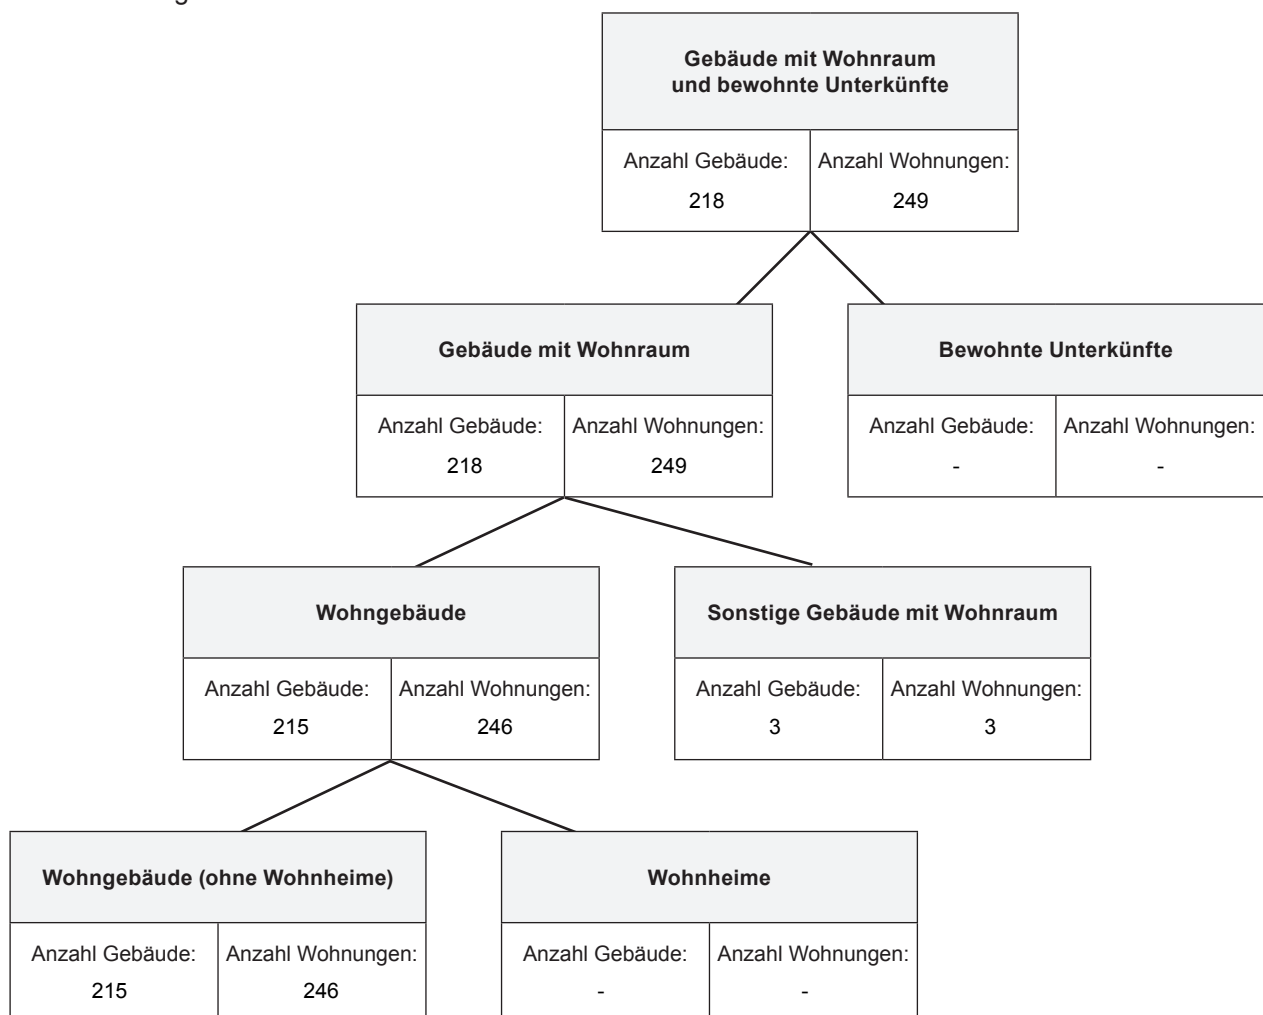 Gebäude mit Wohnraum
und bewohnte Unterkünfte
Anzahl Gebäude: Anzahl Wohnungen:
218 249
Gebäude mit Wohnraum
Anzahl Gebäude: Anzahl Wohnungen:
218 249
Bewohnte Unterkünfte
Anzahl Gebäude: Anzahl Wohnungen:
- -
Wohngebäude
Anzahl Gebäude: Anzahl Wohnungen:
215 246
Sonstige Gebäude mit Wohnraum
Anzahl Gebäude: Anzahl Wohnungen:
3 3
Wohngebäude (ohne Wohnheime)
Anzahl Gebäude: Anzahl Wohnungen:
215 246
Wohnheime
Anzahl Gebäude: Anzahl Wohnungen:
- -